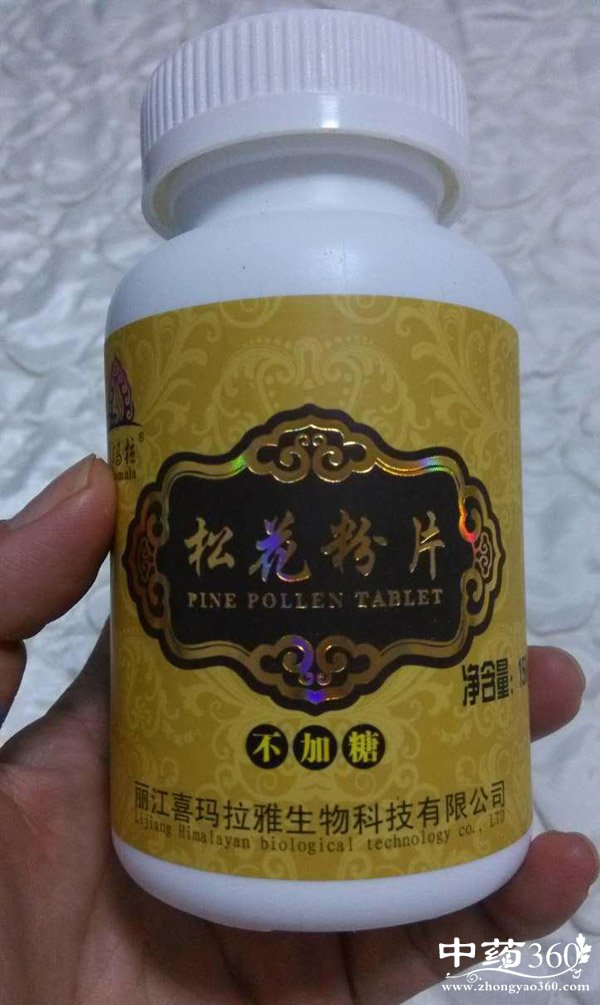 松花粉片
PINE POLLEN TABLET
净含量:
不加糖
丽江喜玛拉雅生物科技有限公司
Lijiang Himalayan biological technology co., LTD
中药360
www.zhongyao360.com